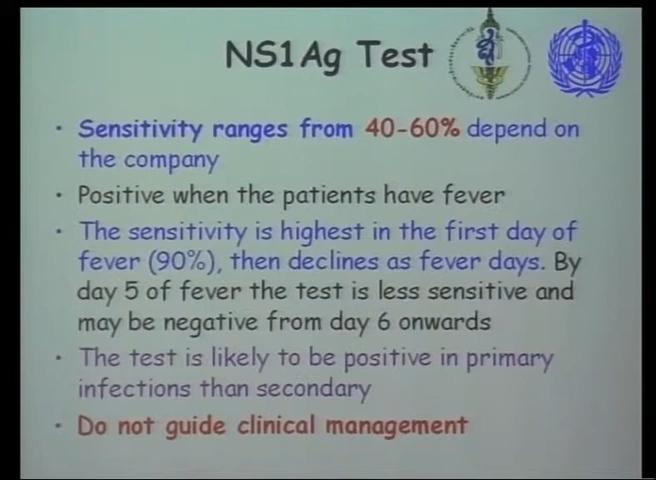 NS1Ag Test
• Sensitivity ranges from 40-60% depend on
the company
• Positive when the patients have fever
• The sensitivity is highest in the first day of
fever (90%), then declines as fever days. By
day 5 of fever the test is less sensitive and
may be negative from day 6 onwards
• The test is likely to be positive in primary
infections than secondary
• Do not guide clinical management